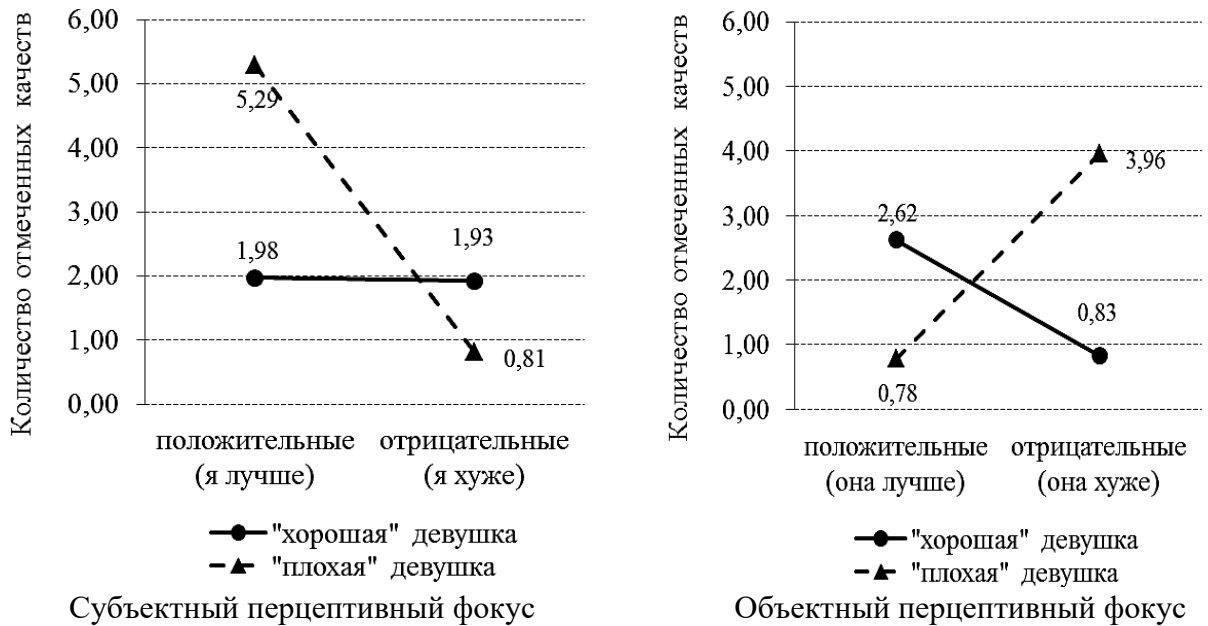 Количество отмеченных качеств
6,00
5,00
4,00
3,00
2,00
1,00
0,00
5,29
1,98
1,93
0,81
положительные
(я лучше)
отрицательные
(я хуже)
"хорошая" девушка
"плохая" девушка
Субъектный перцептивный фокус
Количество отмеченных качеств
6,00
5,00
4,00
3,00
2,00
1,00
0,00
3,96
2,62
0,83
0,78
положительные
(она лучше)
отрицательные
(она хуже)
"хорошая" девушка
"плохая" девушка
Объектный перцептивный фокус